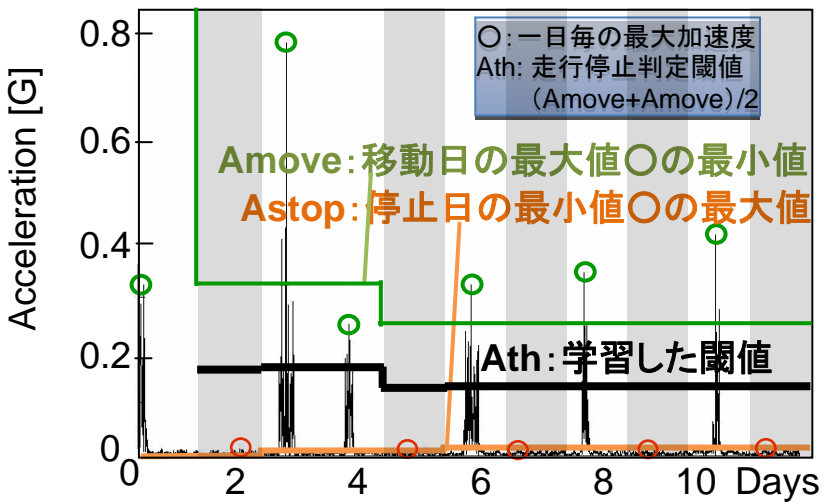 0.8
0.6
0.4
0.2
0
Acceleration [G]
〇:一日毎の最大加速度
Ath: 走行停止判定閾値
(Amove+Amove)/2
Amove:移動日の最大値〇の最小値
Astop:停止日の最小値〇の最大値
Ath:学習した閾値
0 2 4 6 8 10 Days